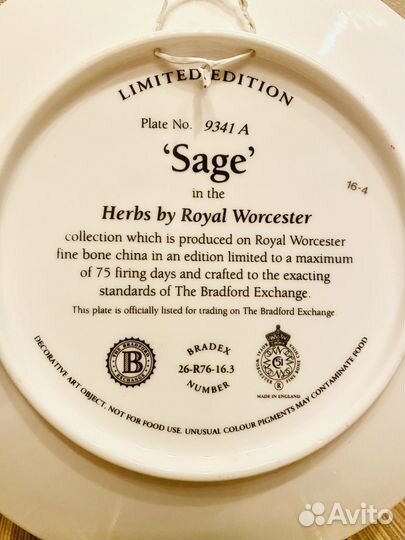 LIMITED EDITION
Plate No. 9341 A
‘Sage’
in the
16-4
Herbs by Royal Worcester
collection which is produced on Royal Worcester
fine bone china in an edition limited to a maximum
of 75 firing days and crafted to the exacting
standards of The Bradford Exchange.
This plate is officially listed for trading on The Bradford Exchange
THE BRADFORD
EXCHANGE
B
BRADEX
26-R76-16.3
NUMBER
MADE IN ENGLAND
DECORATIVE ART OBJECT. NOT FOR FOOD USE. UNUSUAL COLOUR PIGMENTS MAY CONTAMINATE FOOD
Avito